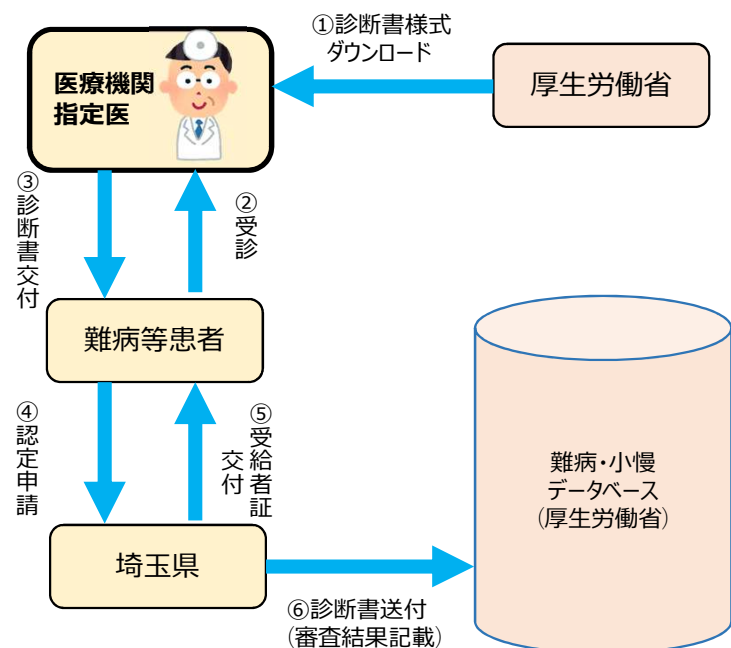 ①診断書様式
ダウンロード
医療機関
指定医
厚生労働省
③診断書交付
②受診
難病等患者
④認定申請
⑤受給者証
交付
難病・小慢
データベース
(厚生労働省)
埼玉県
⑥診断書送付
(審査結果記載)